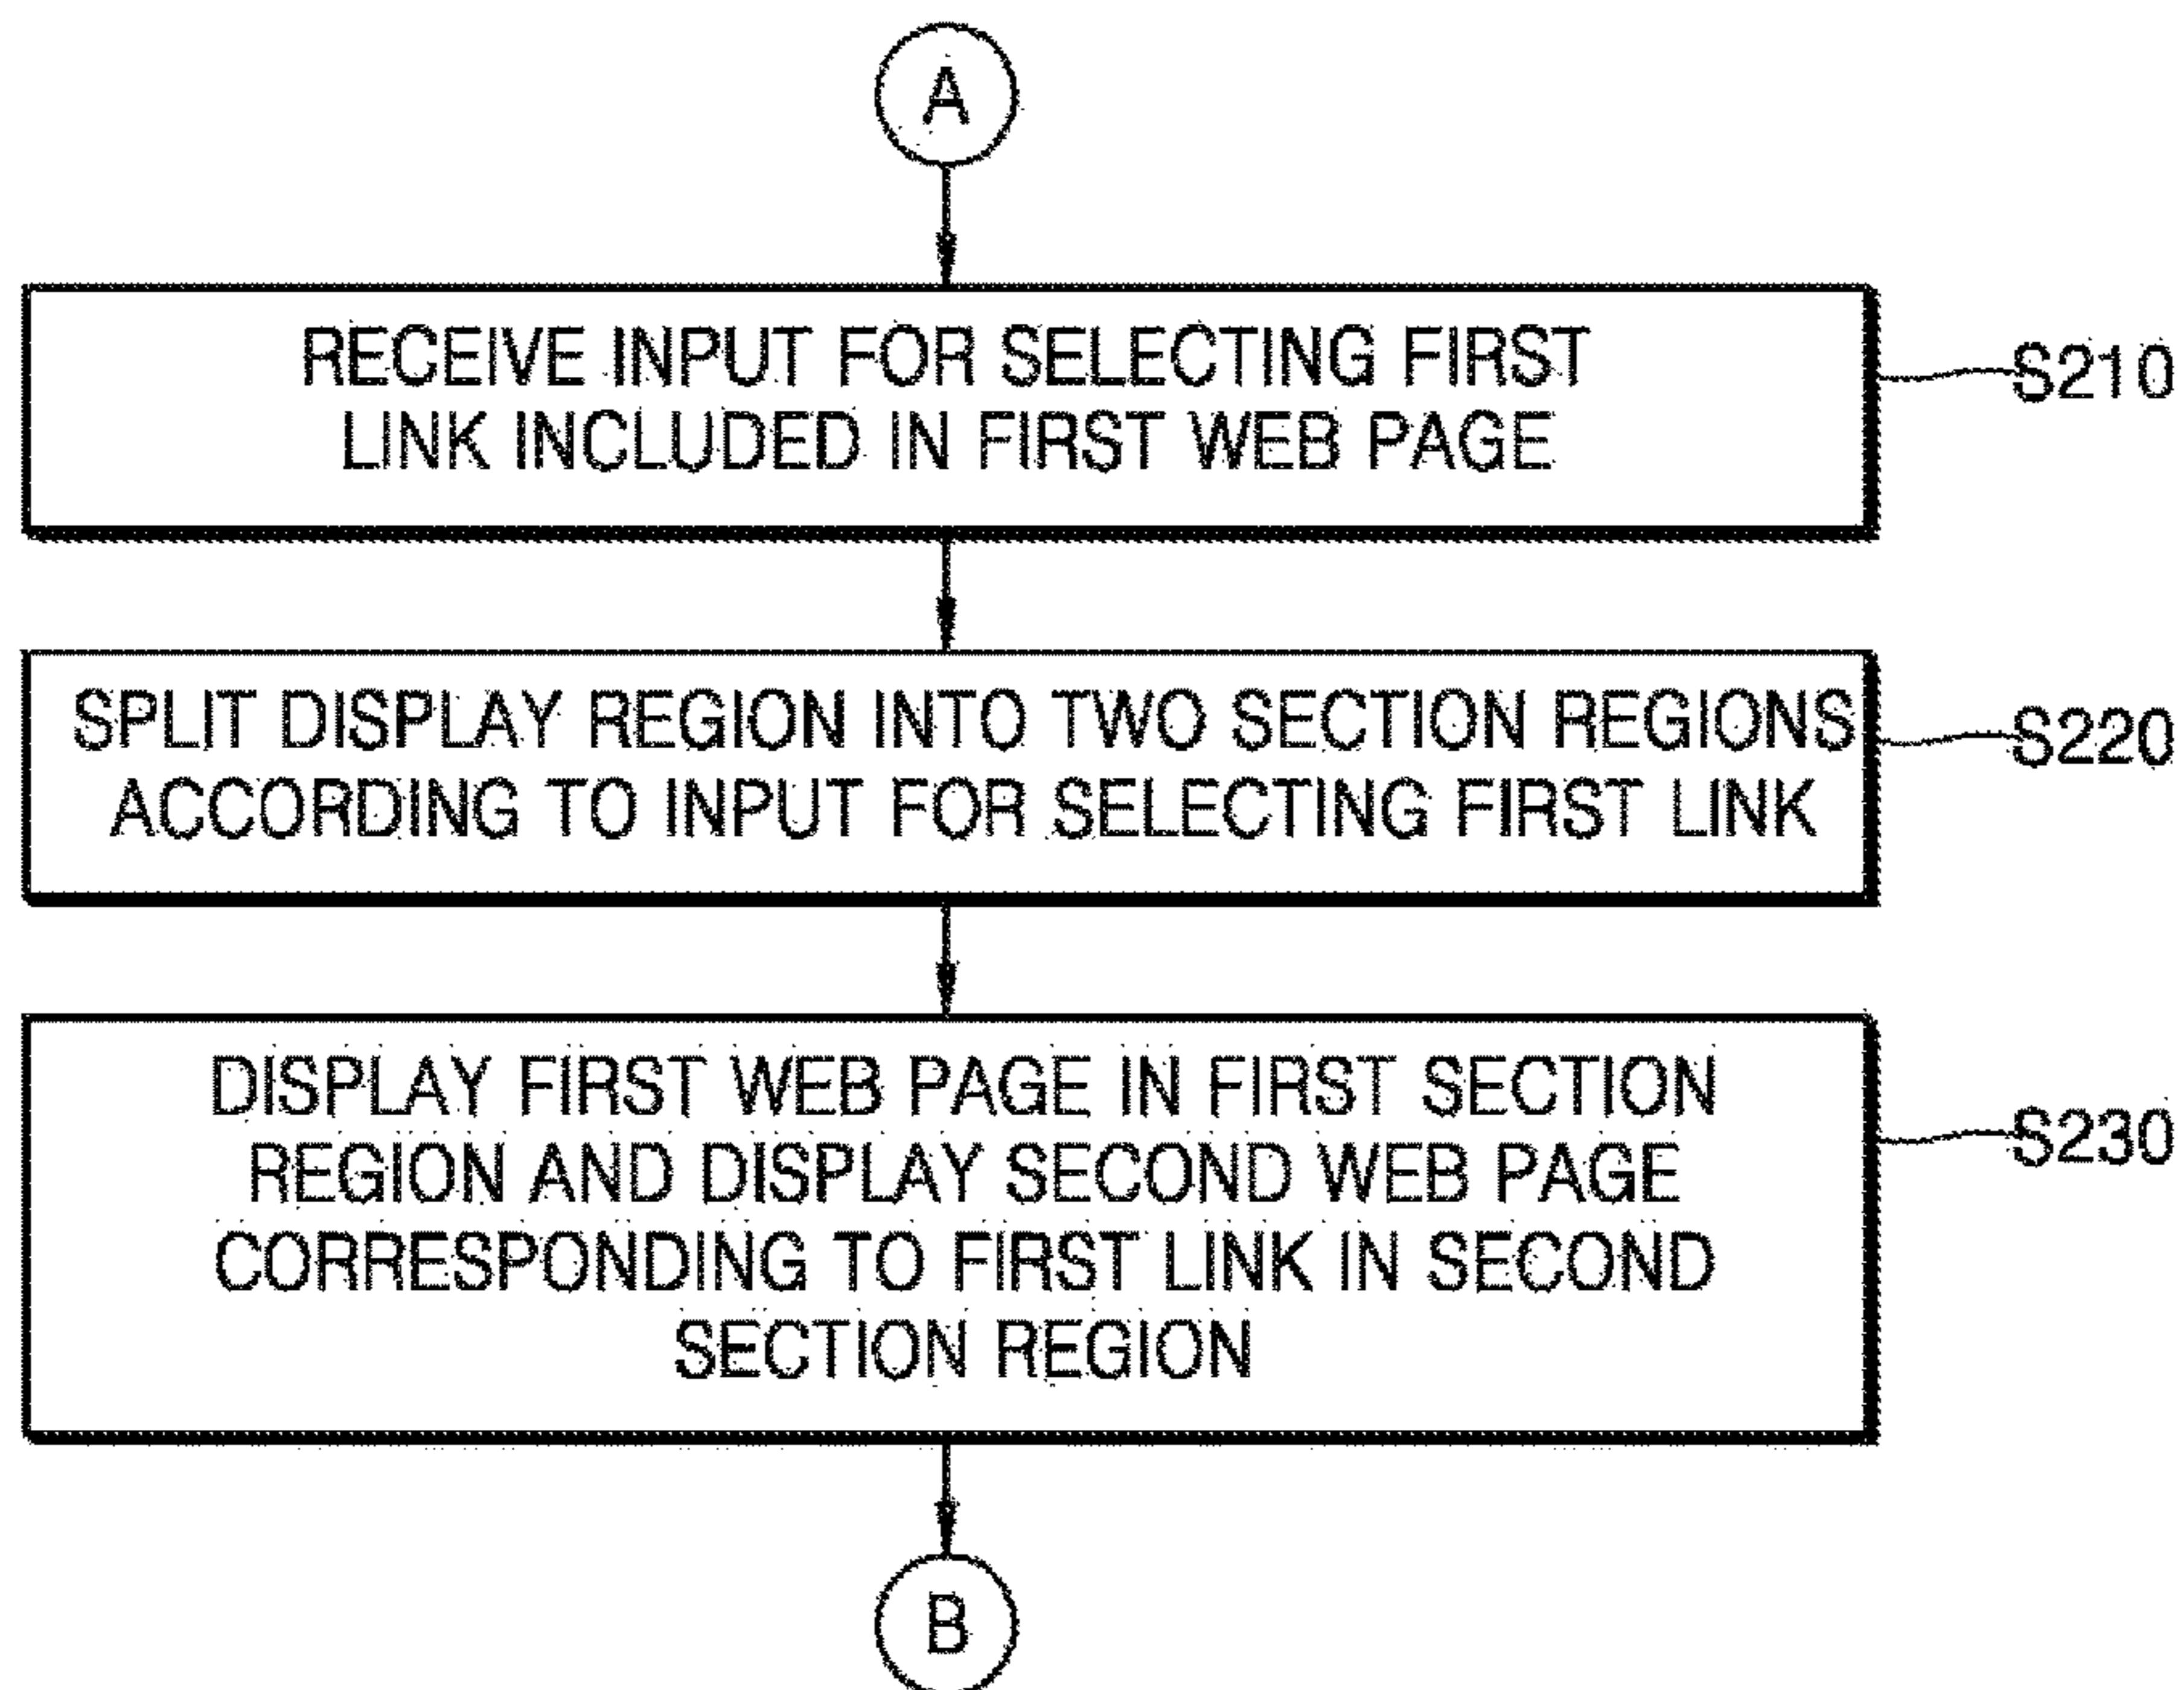 A
RECEIVE INPUT FOR SELECTING FIRST
LINK INCLUDED IN FIRST WEB PAGE
S210
SPLIT DISPLAY REGION INTO TWO SECTION REGIONS
ACCORDING TO INPUT FOR SELECTING FIRST LINK
S220
DISPLAY FIRST WEB PAGE IN FIRST SECTION
REGION AND DISPLAY SECOND WEB PAGE
CORRESPONDING TO FIRST LINK IN SECOND
SECTION REGION
S230
B